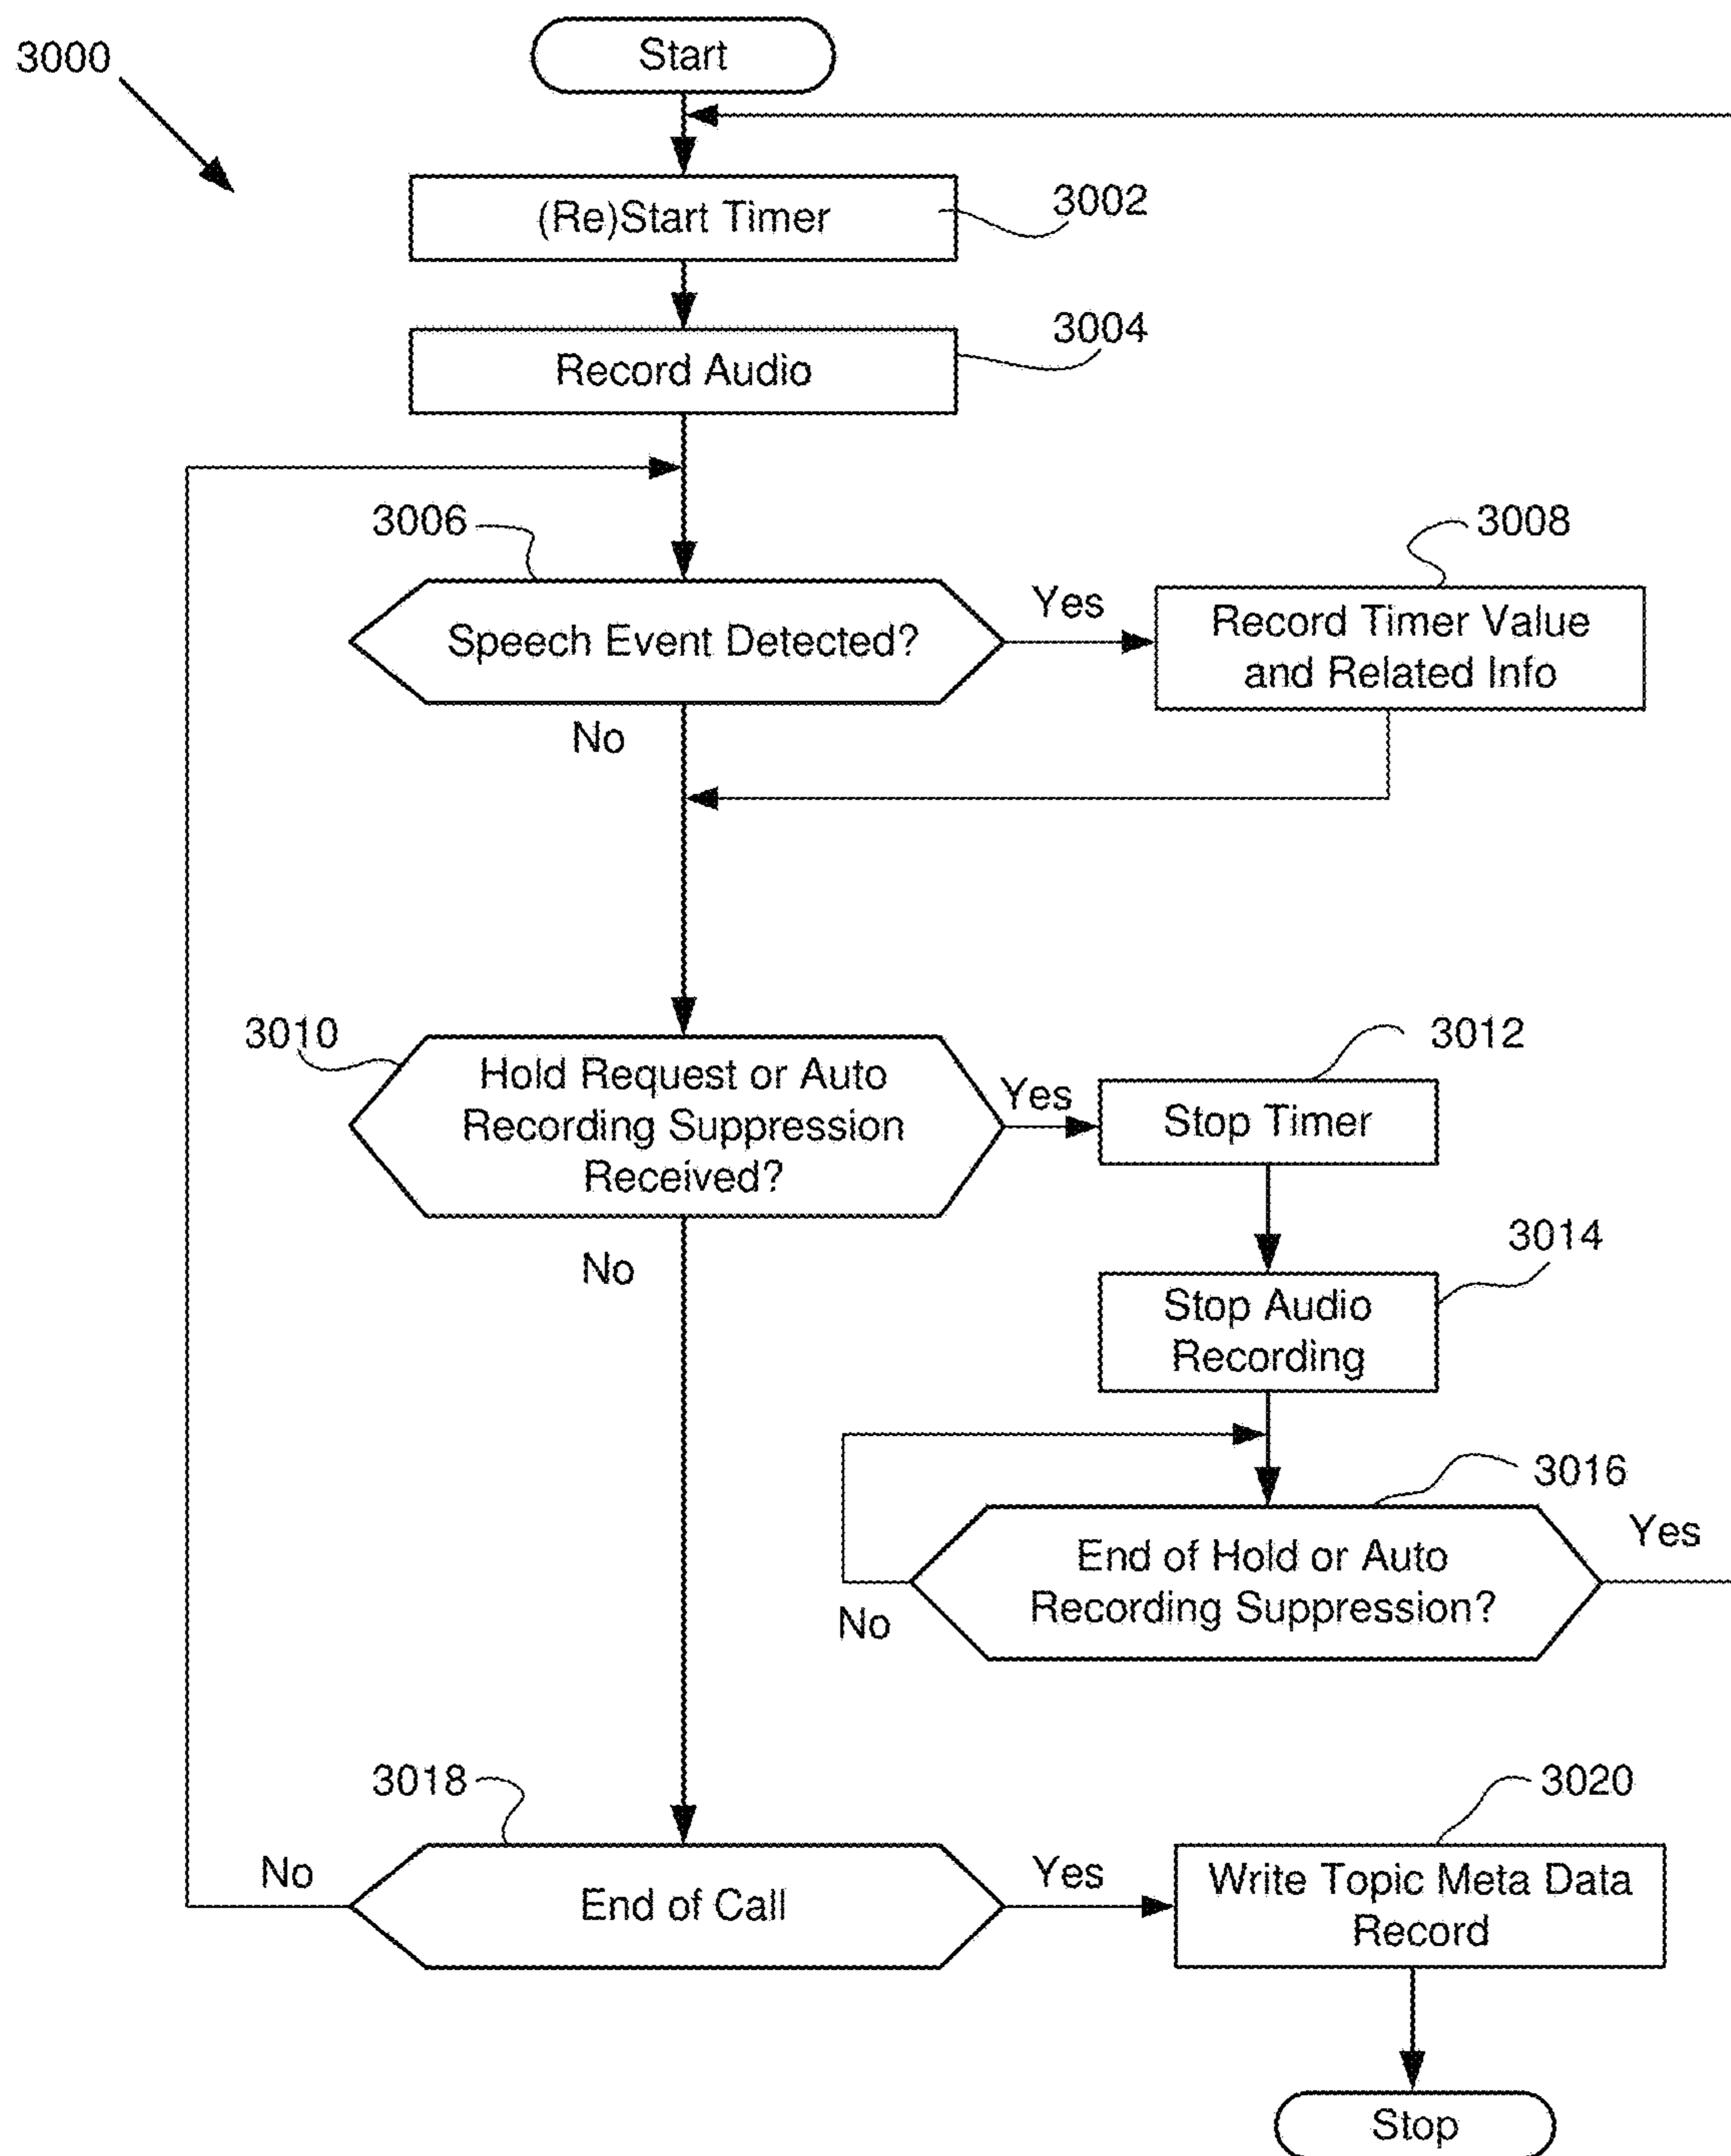 3000
Start
(Re)Start Timer
3002
Record Audio
3004
3006
Speech Event Detected?
Yes
3008
Record Timer Value
and Related Info
No
3010
Hold Request or Auto
Recording Suppression
Received?
Yes
3012
Stop Timer
No
3014
Stop Audio
Recording
3016
End of Hold or Auto
Recording Suppression?
Yes
No
3018
No
End of Call
Yes
3020
Write Topic Meta Data
Record
Stop